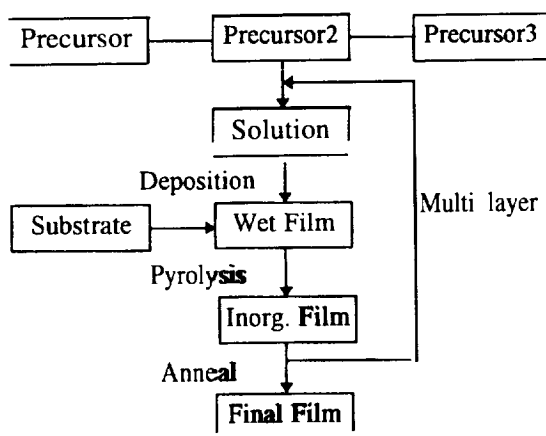 Precursor Precursor2 Precursor3
Solution
Deposition
Substrate Wet Film
Multi layer
Pyrolysis
Inorg. Film
Anneal
Final Film